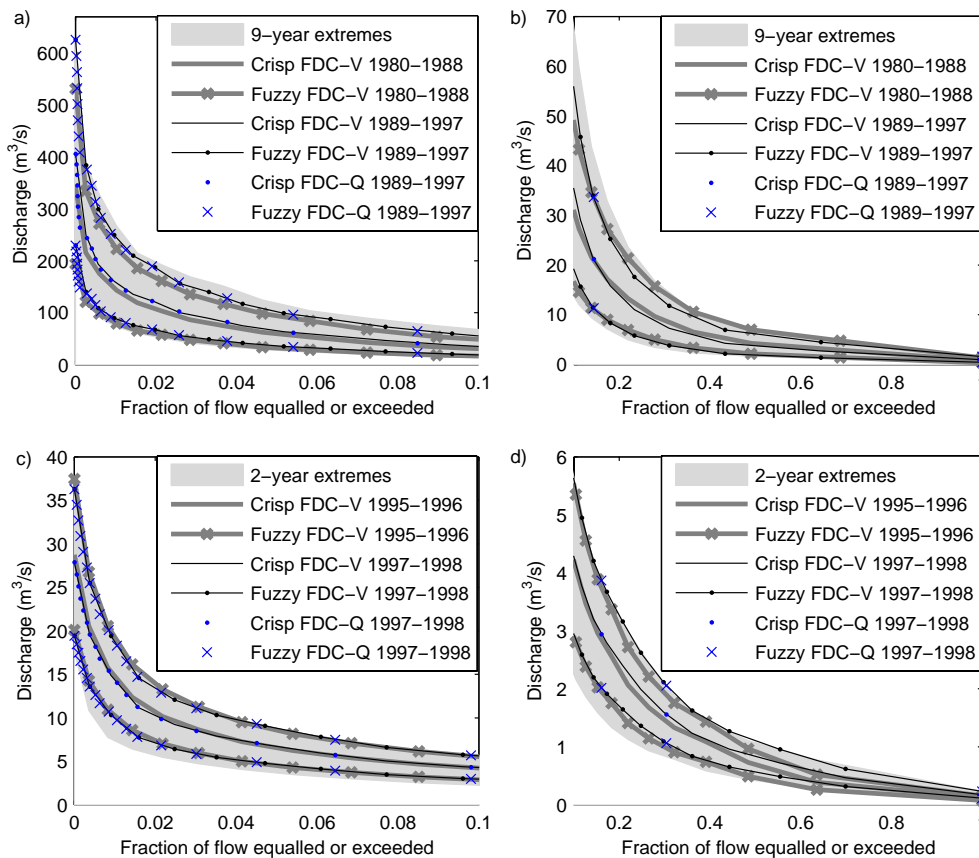 a)
9−year extremes
Crisp FDC−V 1980−1988
Fuzzy FDC−V 1980−1988
Crisp FDC−V 1989−1997
Fuzzy FDC−V 1989−1997
Crisp FDC−Q 1989−1997
Fuzzy FDC−Q 1989−1997
600
500
400
300
200
100
0
Discharge (m³/s)
0 0.02 0.04 0.06 0.08 0.1
Fraction of flow equalled or exceeded
b)
9−year extremes
Crisp FDC−V 1980−1988
Fuzzy FDC−V 1980−1988
Crisp FDC−V 1989−1997
Fuzzy FDC−V 1989−1997
Crisp FDC−Q 1989−1997
Fuzzy FDC−Q 1989−1997
70
60
50
40
30
20
10
0
Discharge (m³/s)
0.2 0.4 0.6 0.8
Fraction of flow equalled or exceeded
c)
2−year extremes
Crisp FDC−V 1995−1996
Fuzzy FDC−V 1995−1996
Crisp FDC−V 1997−1998
Fuzzy FDC−V 1997−1998
Crisp FDC−Q 1997−1998
Fuzzy FDC−Q 1997−1998
40
35
30
25
20
15
10
5
0
Discharge (m³/s)
0 0.02 0.04 0.06 0.08 0.1
Fraction of flow equalled or exceeded
d)
2−year extremes
Crisp FDC−V 1995−1996
Fuzzy FDC−V 1995−1996
Crisp FDC−V 1997−1998
Fuzzy FDC−V 1997−1998
Crisp FDC−Q 1997−1998
Fuzzy FDC−Q 1997−1998
6
5
4
3
2
1
0
Discharge (m³/s)
0.2 0.4 0.6 0.8
Fraction of flow equalled or exceeded